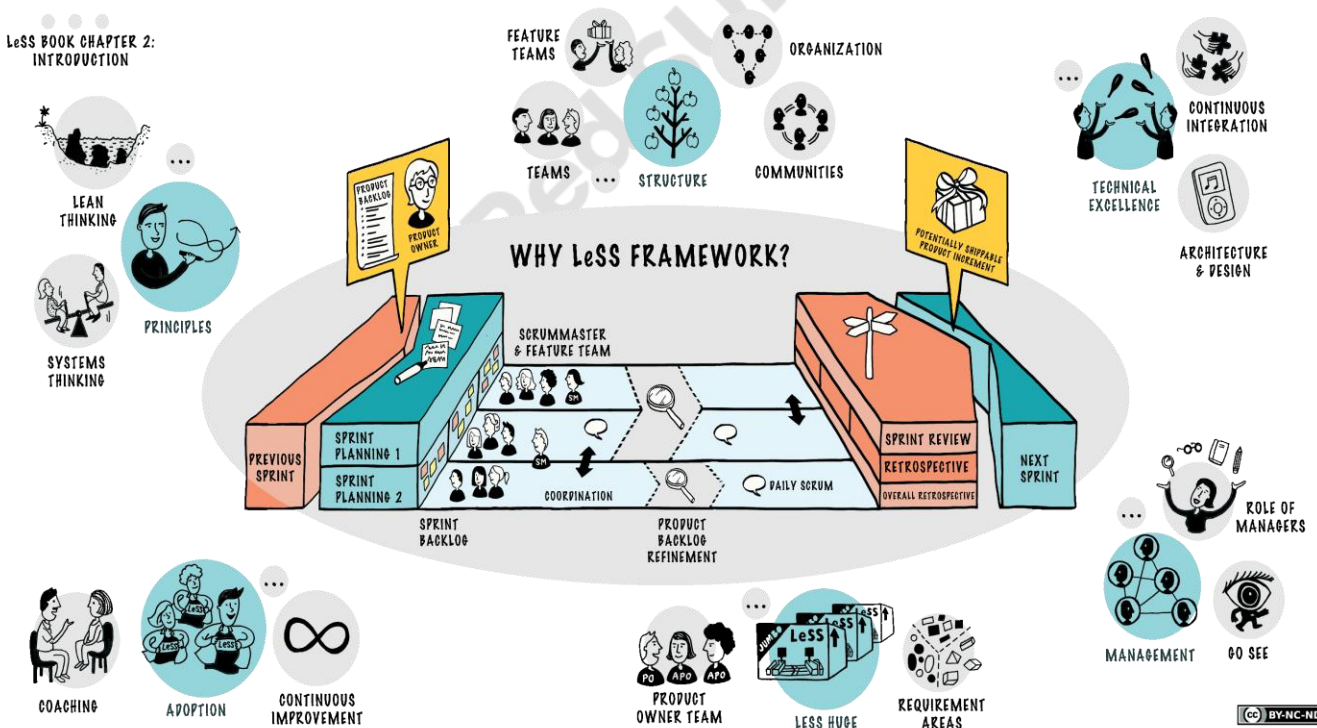 LeSS BOOK CHAPTER 2:
INTRODUCTION
LEAN
THINKING
...
PRINCIPLES
SYSTEMS
THINKING
FEATURE
TEAMS
ORGANIZATION
TEAMS
...
STRUCTURE
COMMUNITIES
...
CONTINUOUS
INTEGRATION
TECHNICAL
EXCELLENCE
ARCHITECTURE
& DESIGN
PRODUCT
BACKLOG
PRODUCT
OWNER
WHY LeSS FRAMEWORK?
POTENTIALLY SHIPPABLE
PRODUCT INCREMENT
SCRUMMASTER
& FEATURE TEAM
SM
SM
PREVIOUS
SPRINT
SPRINT
PLANNING 1
SPRINT
PLANNING 2
COORDINATION
DAILY SCRUM
SPRINT REVIEW
RETROSPECTIVE
OVERALL RETROSPECTIVE
NEXT
SPRINT
SPRINT
BACKLOG
PRODUCT
BACKLOG
REFINEMENT
...
ROLE OF
MANAGERS
MANAGEMENT
GO SEE
COACHING
LeSS
LeSS
LeSS
ADOPTION
...
CONTINUOUS
IMPROVEMENT
PO
APO
APO
PRODUCT
OWNER TEAM
...
JUMBO
LeSS
LESS HUGE
REQUIREMENT
AREAS
cc BY-NC-ND